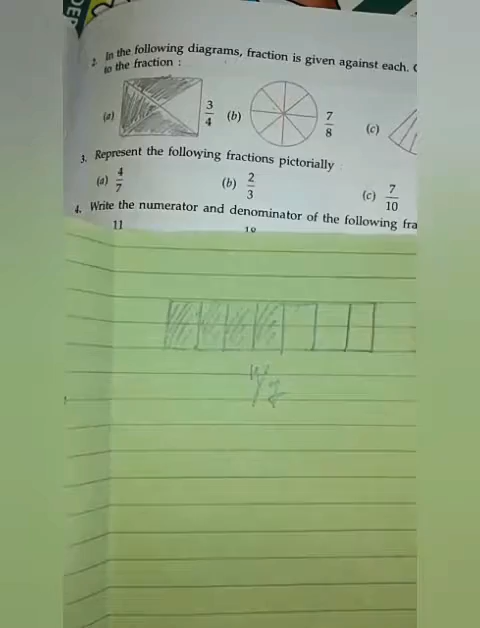 DEP
2. In the following diagrams, fraction is given against each. C
to the fraction :
(a) 3/4 (b) 7/8 (c)
3. Represent the following fractions pictorially
(a) 4/7 (b) 2/3 (c) 7/10
4. Write the numerator and denominator of the following fra
11